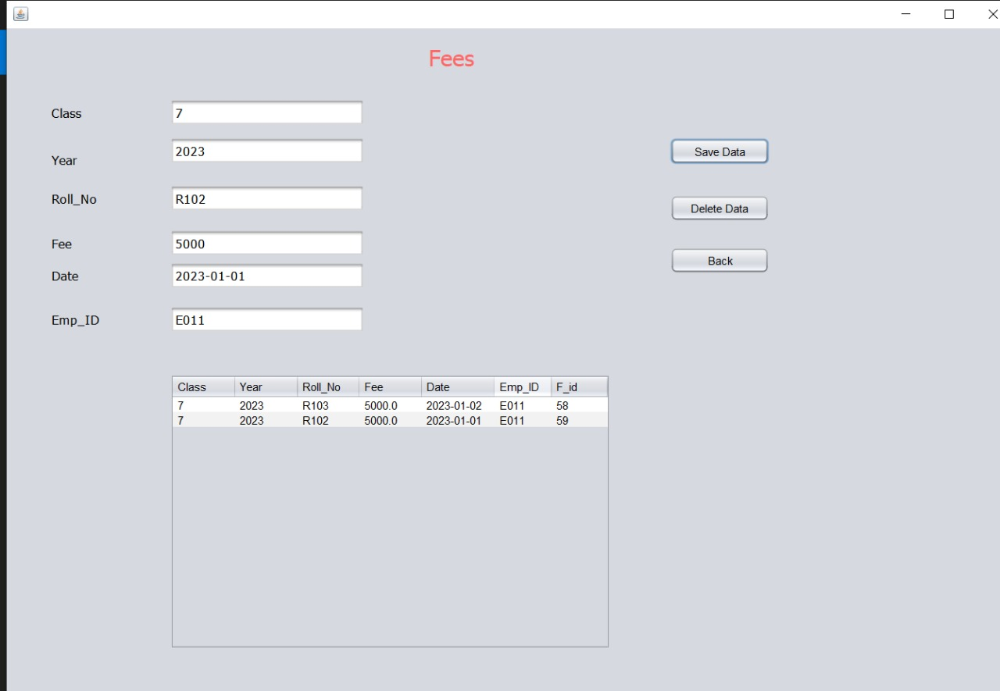 Fees
Class 7
Year 2023
Save Data
Roll_No R102
Delete Data
Fee 5000
Back
Date 2023-01-01
Emp_ID E011
Class Year Roll_No Fee Date Emp_ID F_id
7 2023 R103 5000.0 2023-01-02 E011 58
7 2023 R102 5000.0 2023-01-01 E011 59